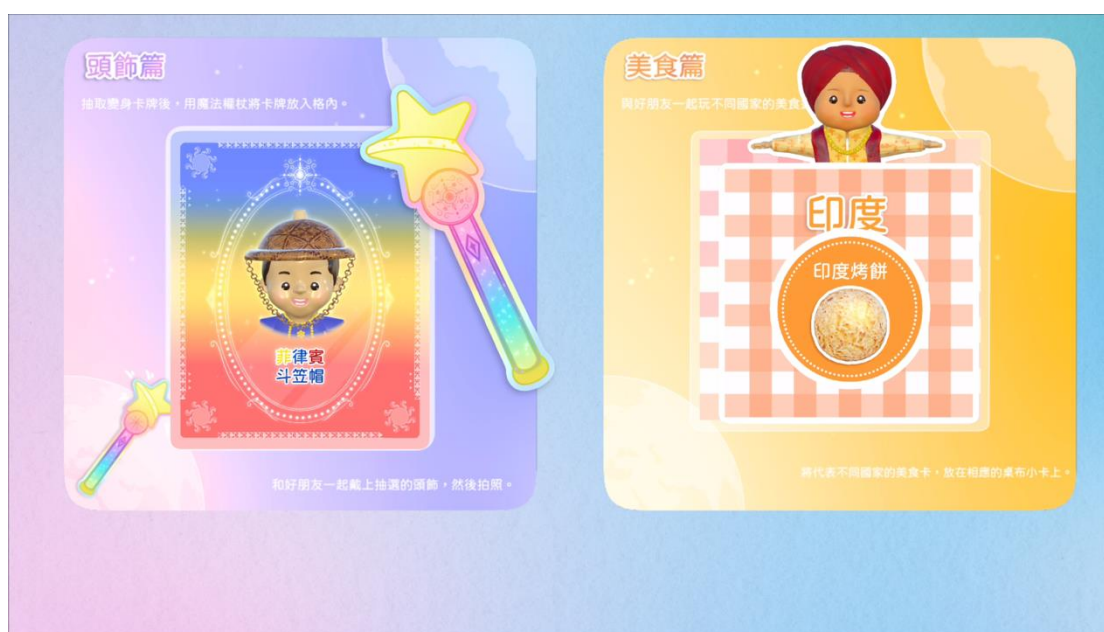 頭飾篇
抽取變身卡牌後，用魔法權杖將卡牌放入格內。
菲律賓
斗笠帽
和好朋友一起戴上抽選的頭飾，然後拍照。
美食篇
與好朋友一起玩不同國家的美食
印度
印度烤餅
將代表不同國家的美食卡，放在相應的桌布小卡上。